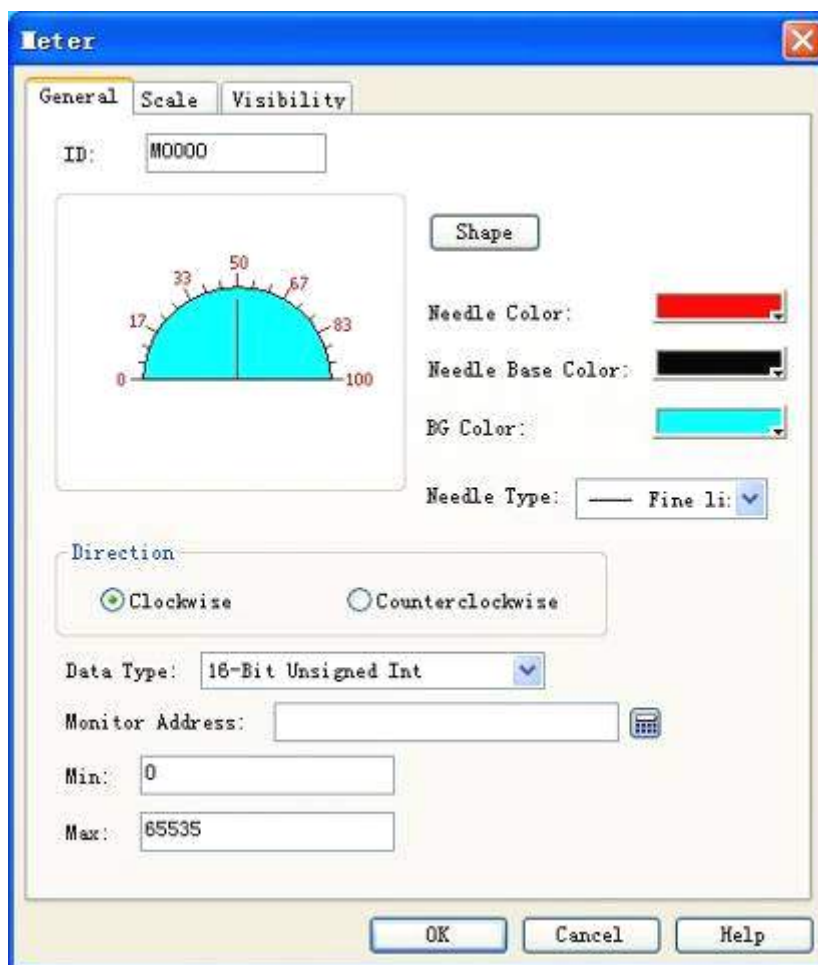 Meter
General Scale Visibility
ID: M0000
Shape
50
33 67
17 83
0 100
Needle Color:
Needle Base Color:
BG Color:
Needle Type: Fine li:
Direction
Clockwise Counterclockwise
Data Type: 16-Bit Unsigned Int
Monitor Address:
Min: 0
Max: 65535
OK Cancel Help